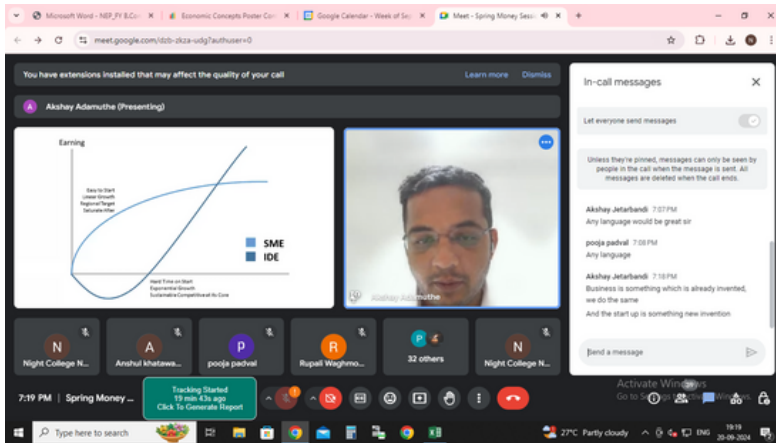 Microsoft Word - NEP_FY B.Co
Economic Concepts Poster Co
Google Calendar - Week of Sep
Meet - Spring Money Sessi
meet.google.com/dzb-zkza-udg?authuser=0
You have extensions installed that may affect the quality of your call
Learn more
Dismiss
A
Akshay Adamuthe (Presenting)
Earning
Easy to Start
Linear Growth
Regional Target
Saturate After
SME
IDE
Hard Time on Start
Exponential Growth
Sustainable Competitive at its Core
Akshay Adamuthe
N
Night College N...
A
Anshul khatawa...
p
pooja padval
R
Rupali Waghmo...
P
32 others
N
Night College N...
In-call messages
Let everyone send messages
Unless they're pinned, messages can only be seen by
people in the call when the message is sent. All
messages are deleted when the call ends.
Akshay Jetarbandi 7:07 PM
Any language would be great sir
pooja padval 7:08 PM
Any language
Akshay Jetarbandi 7:18 PM
Business is something which is already invented,
we do the same
And the start up is something new invention
Send a message
7:19 PM | Spring Money ...
Tracking Started
19 min 43s ago
Click To Generate Report
Activate Windows
Go to Settings
Type here to search
27°C Partly cloudy
ENG
19:19
20-09-2024